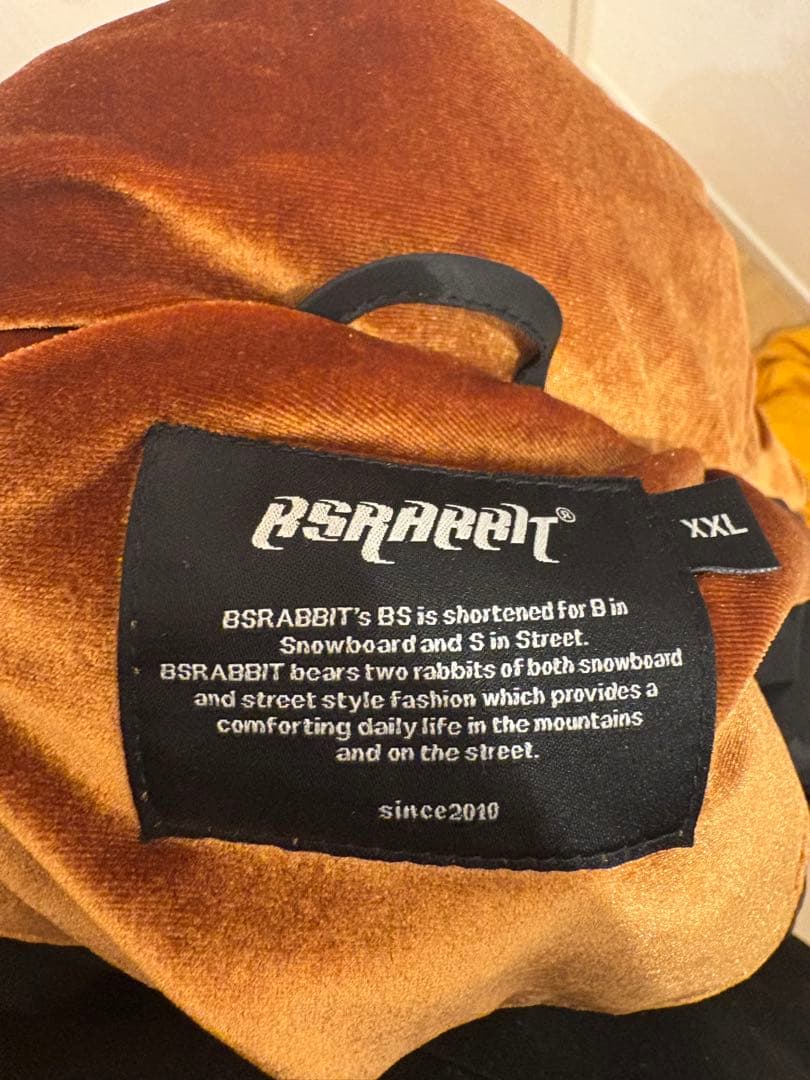 BSRABBIT®
XXL
BSRABBIT's BS is shortened for B in
Snowboard and S in Street.
BSRABBIT bears two rabbits of both snowboard
and street style fashion which provides a
comforting daily life in the mountains
and on the street.
since2010